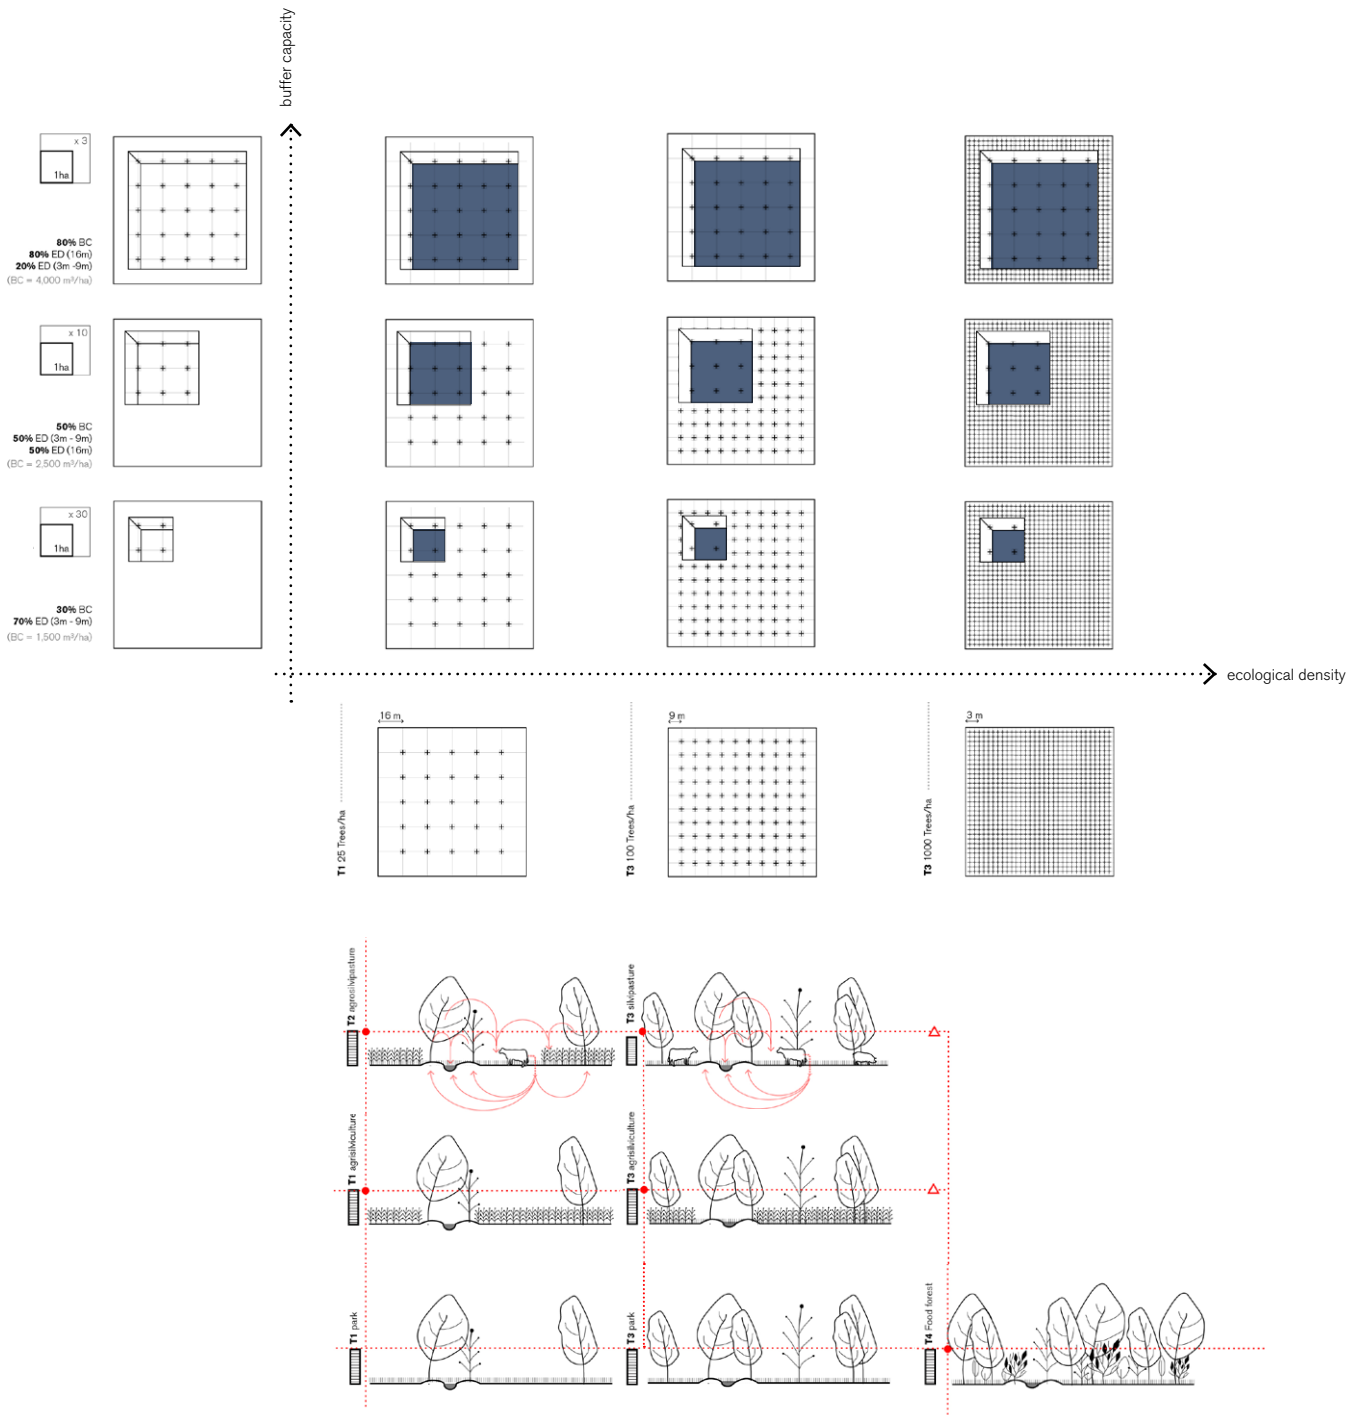 buffer capacity
x 3
1ha
80% BC
80% ED (16m)
20% ED (3m -9m)
(BC = 4,000 m³/ha)
x 10
1ha
50% BC
50% ED (3m - 9m)
50% ED (16m)
(BC = 2,500 m³/ha)
x 30
1ha
30% BC
70% ED (3m - 9m)
(BC = 1,500 m³/ha)
ecological density
16 m
9 m
3 m
T1 25 Trees/ha
T3 100 Trees/ha
T3 1000 Trees/ha
T2 agrosilvipasture
T3 silvipasture
T1 agrisilviculture
T3 agrisilviculture
T1 park
T3 park
T4 Food forest